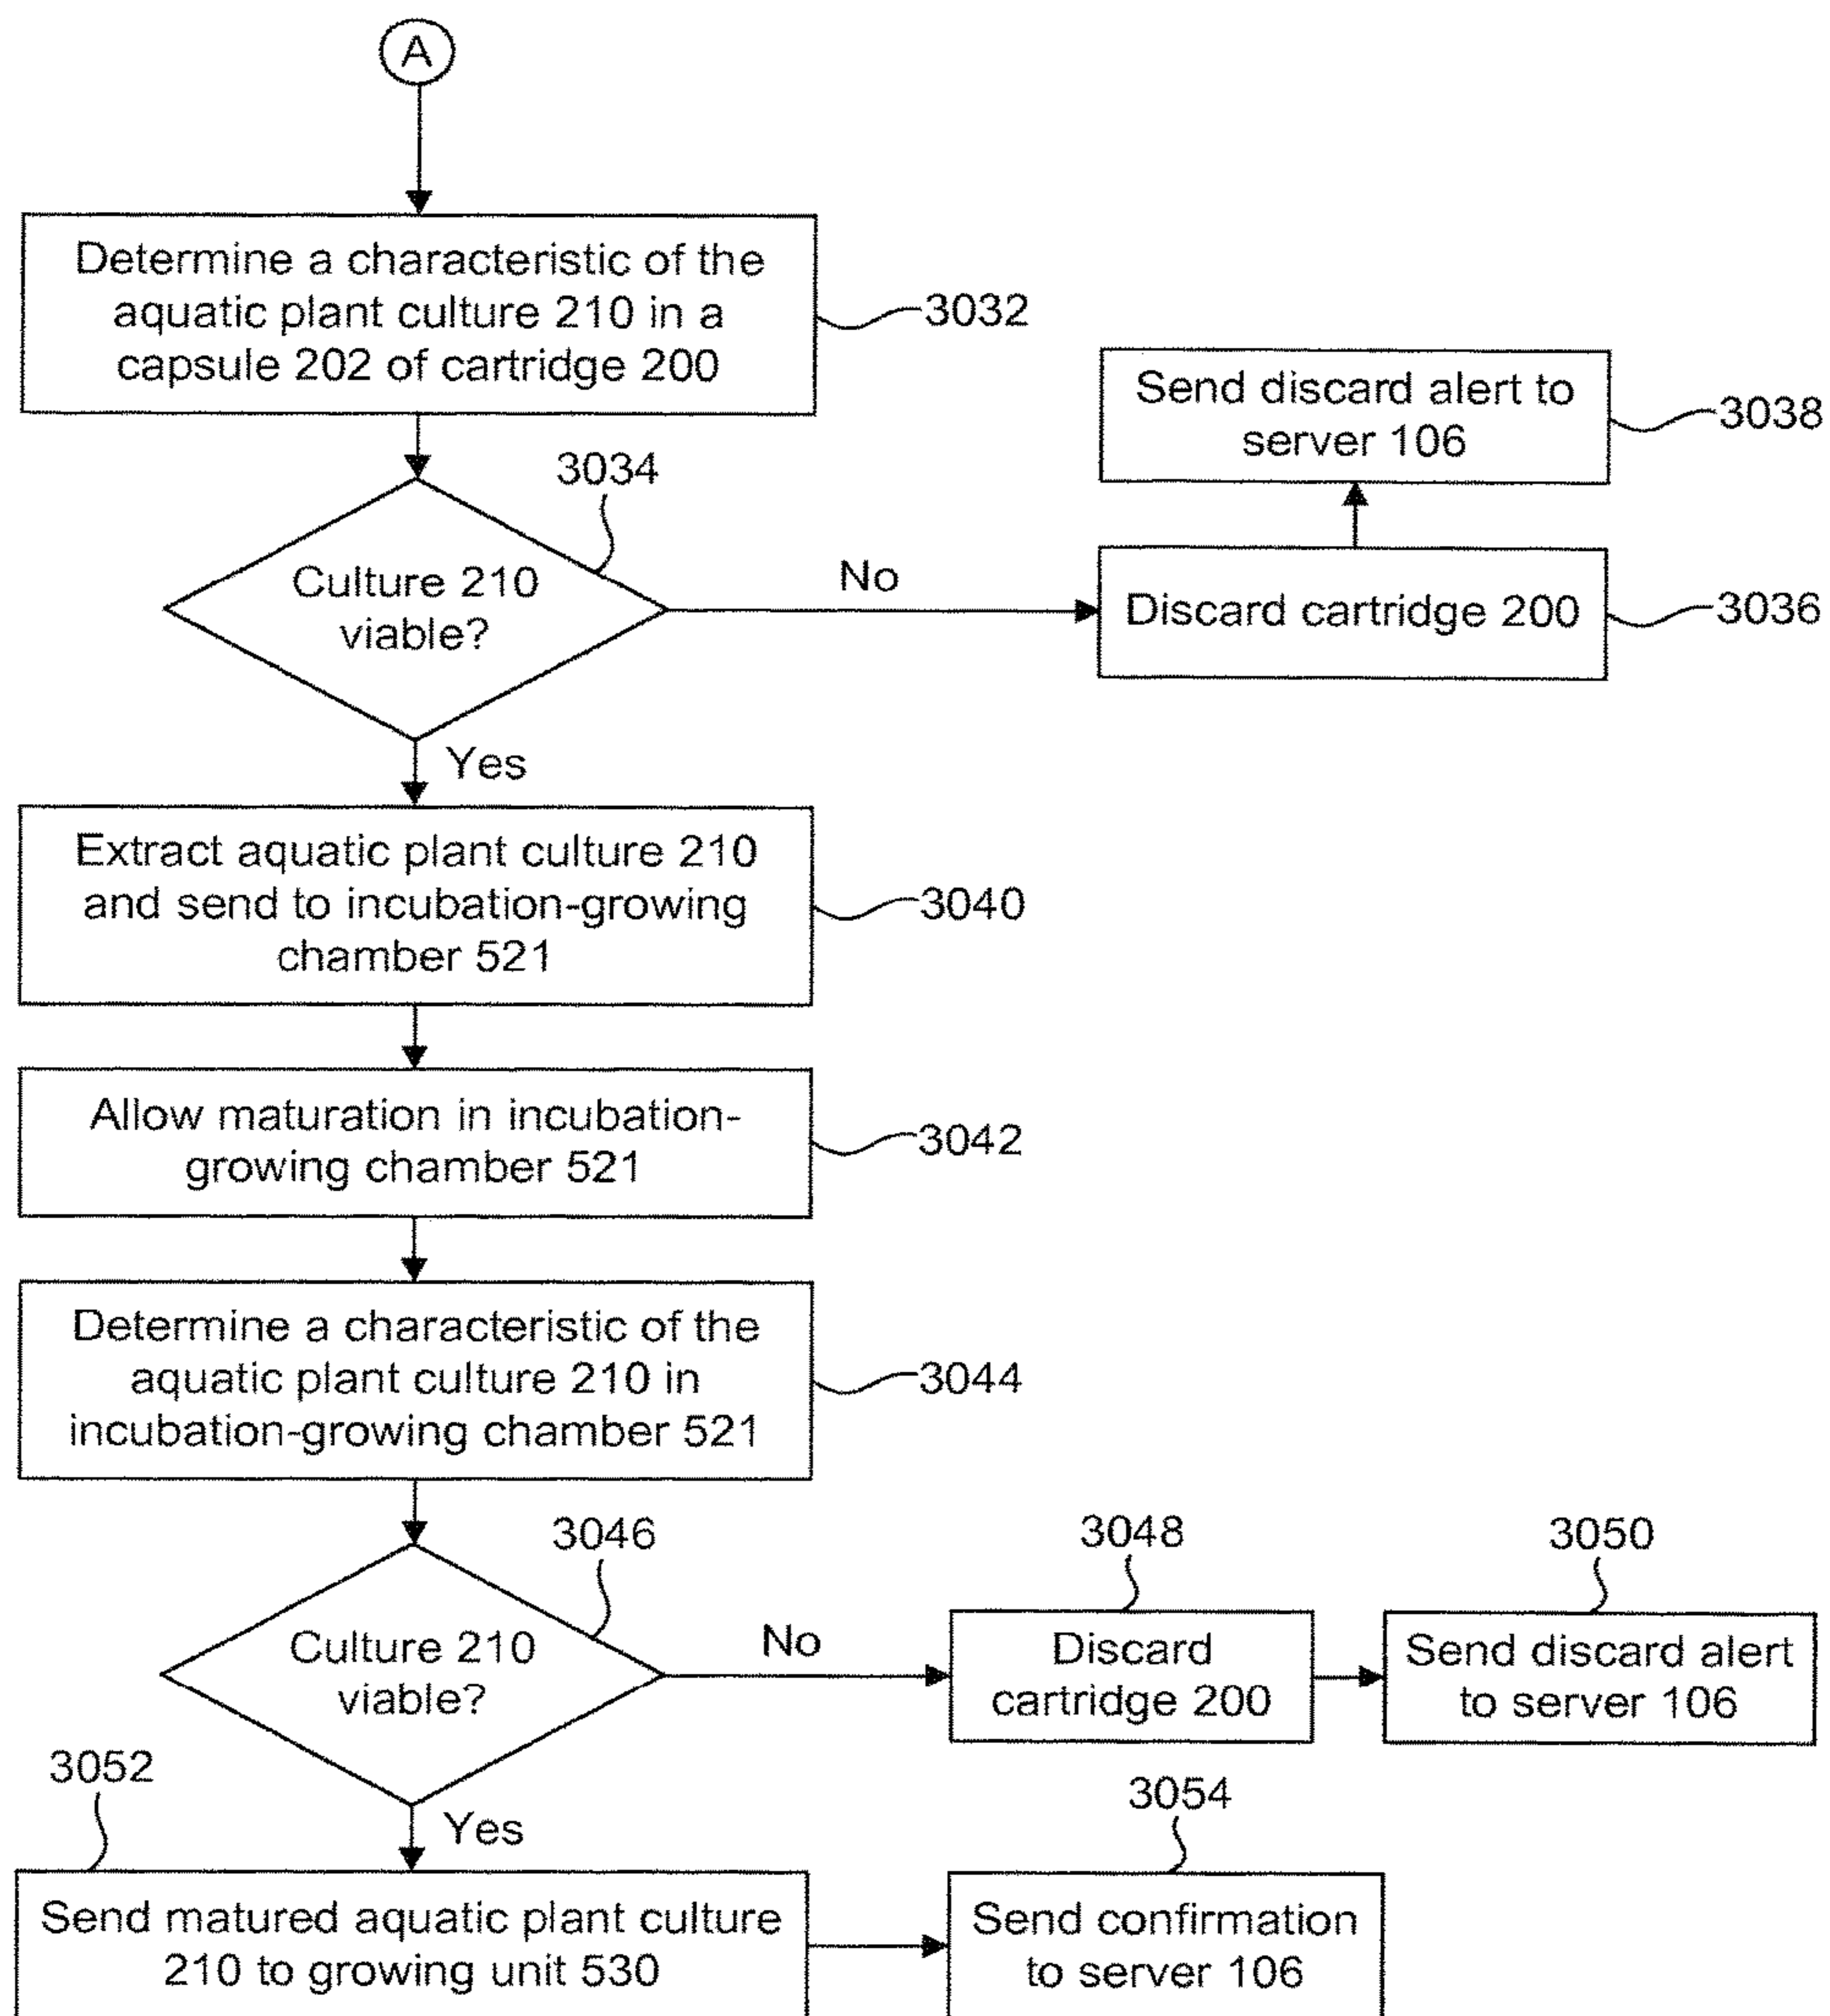 A
Determine a characteristic of the
aquatic plant culture 210 in a
capsule 202 of cartridge 200
3032
Send discard alert to
server 106
3038
3034
Culture 210
viable?
No
Discard cartridge 200
3036
Yes
Extract aquatic plant culture 210
and send to incubation-growing
chamber 521
3040
Allow maturation in incubation-
growing chamber 521
3042
Determine a characteristic of the
aquatic plant culture 210 in
incubation-growing chamber 521
3044
3046
Culture 210
viable?
No
3048
Discard
cartridge 200
3050
Send discard alert
to server 106
Yes
3052
Send matured aquatic plant culture
210 to growing unit 530
3054
Send confirmation
to server 106